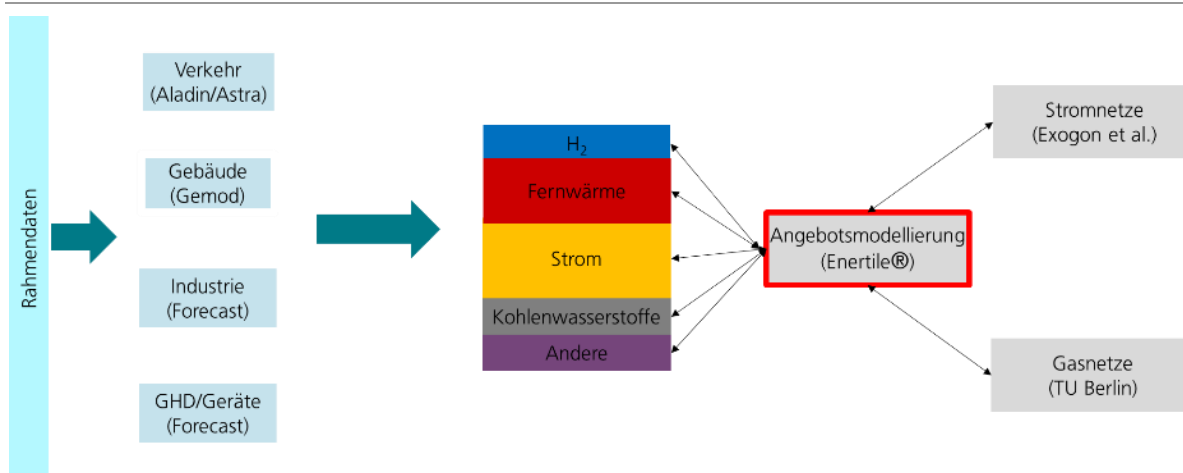 Rahmendaten
Verkehr
(Aladin/Astra)
Gebäude
(Gemod)
Industrie
(Forecast)
GHD/Geräte
(Forecast)
H₂
Fernwärme
Strom
Kohlenwasserstoffe
Andere
Angebotsmodellierung
(Enertile®)
Stromnetze
(Exogon et al.)
Gasnetze
(TU Berlin)